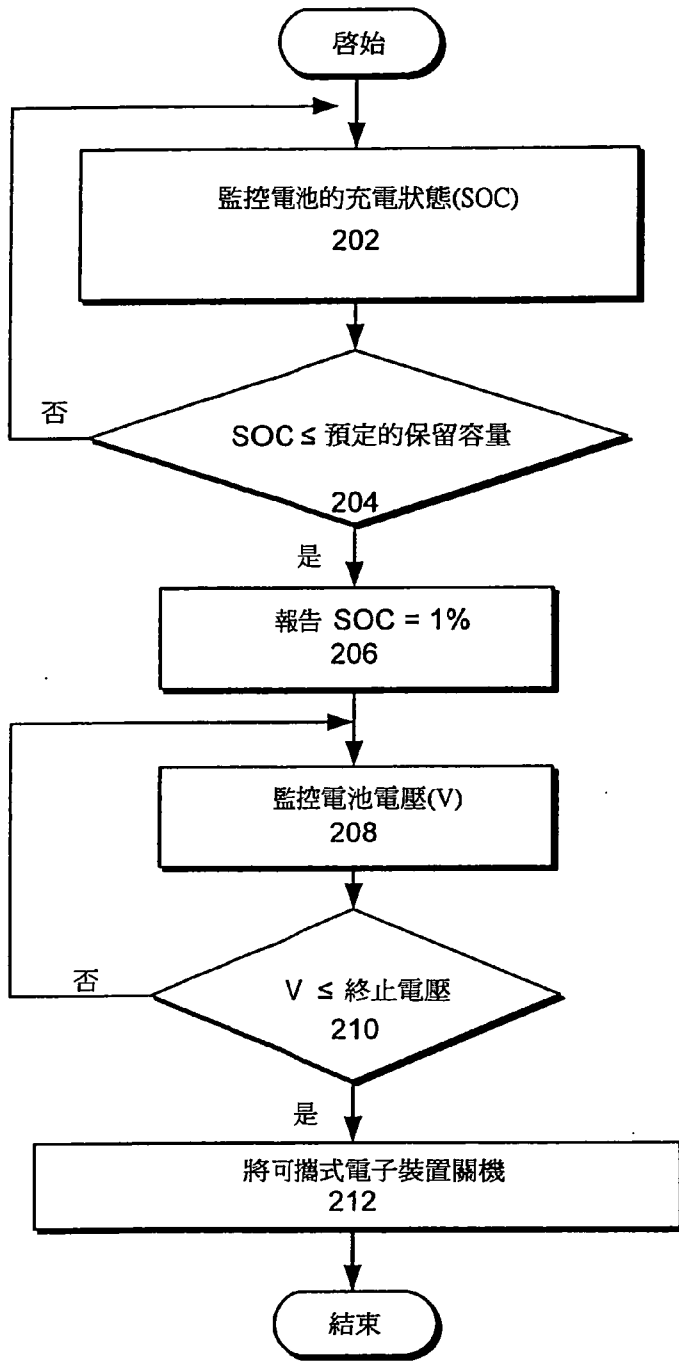 啓始
監控電池的充電狀態(SOC)
202
否
SOC ≤ 預定的保留容量
204
是
報告 SOC = 1%
206
監控電池電壓(V)
208
否
V ≤ 終止電壓
210
是
將可攜式電子裝置關機
212
結束